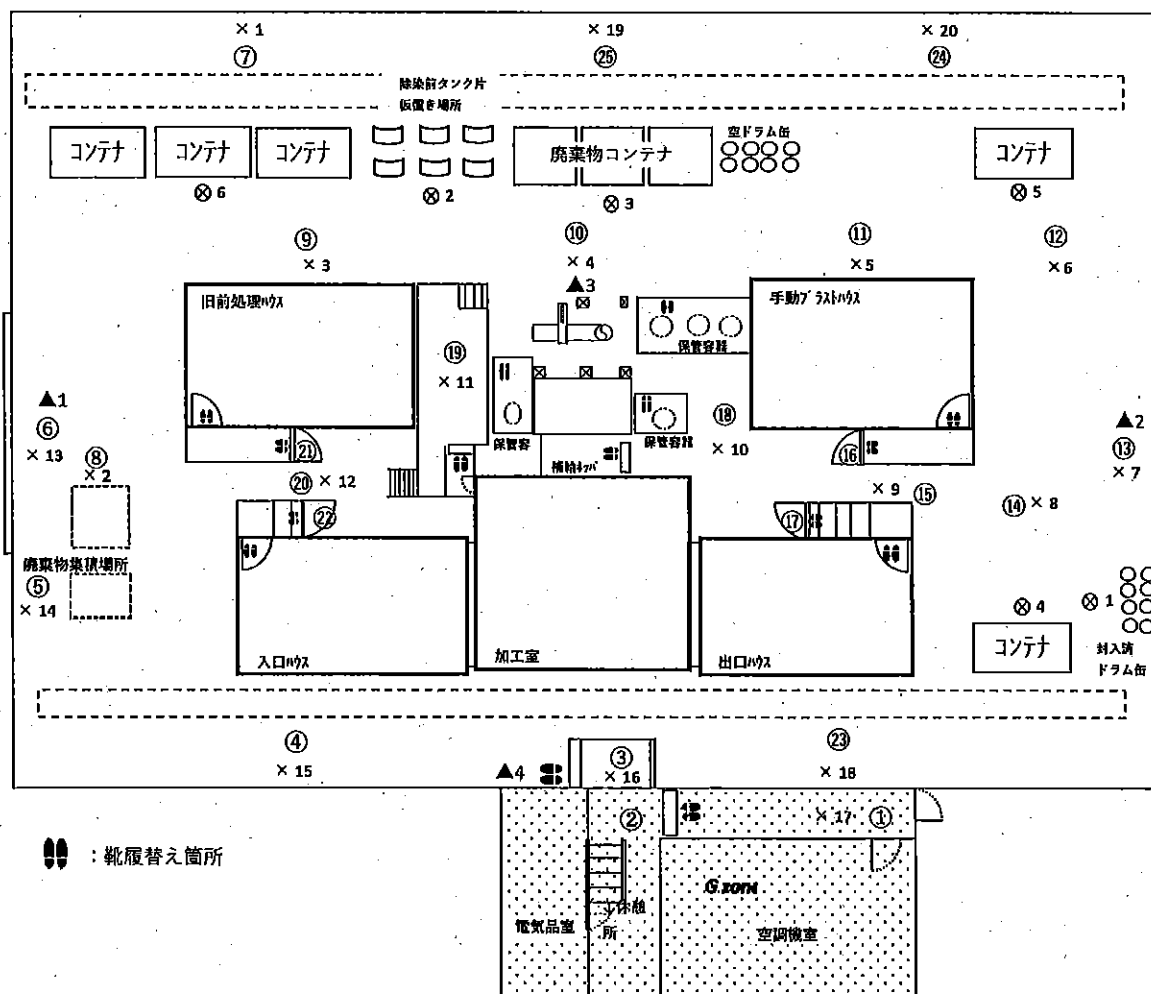 × 1 × 19 × 20
⑦ ㉕ ㉔
除染前タンク片
仮置き場所
コンテナ コンテナ コンテナ 廃棄物コンテナ 空ドラム缶 コンテナ
⊗ 6 ⊗ 2 ⊗ 3 ⊗ 5
⑨ ⑩ ⑪ ⑫
× 3 × 4 × 5 × 6
▲3
旧前処理ハウス 手動ブラストハウス
保管容器
⑲
× 11
▲1 ▲2
⑥ ⑱ ⑬
× 13 保管容 保管容器 × 10 × 7
⑧ ㉑ ⑯
× 2 補給ホッパ
⑳ × 12 × 9 ⑮ ⑭ × 8
㉒ ⑰
廃棄物集積場所
⑤
× 14 ⊗ 4 ⊗ 1
入口ハウス 加工室 出口ハウス コンテナ 封入済
ドラム缶
④ ③ ㉓
× 15 ▲4 × 16 × 18
② × 17 ①
: 靴履替え箇所
G zone
電気品室 休憩
所 空調機室